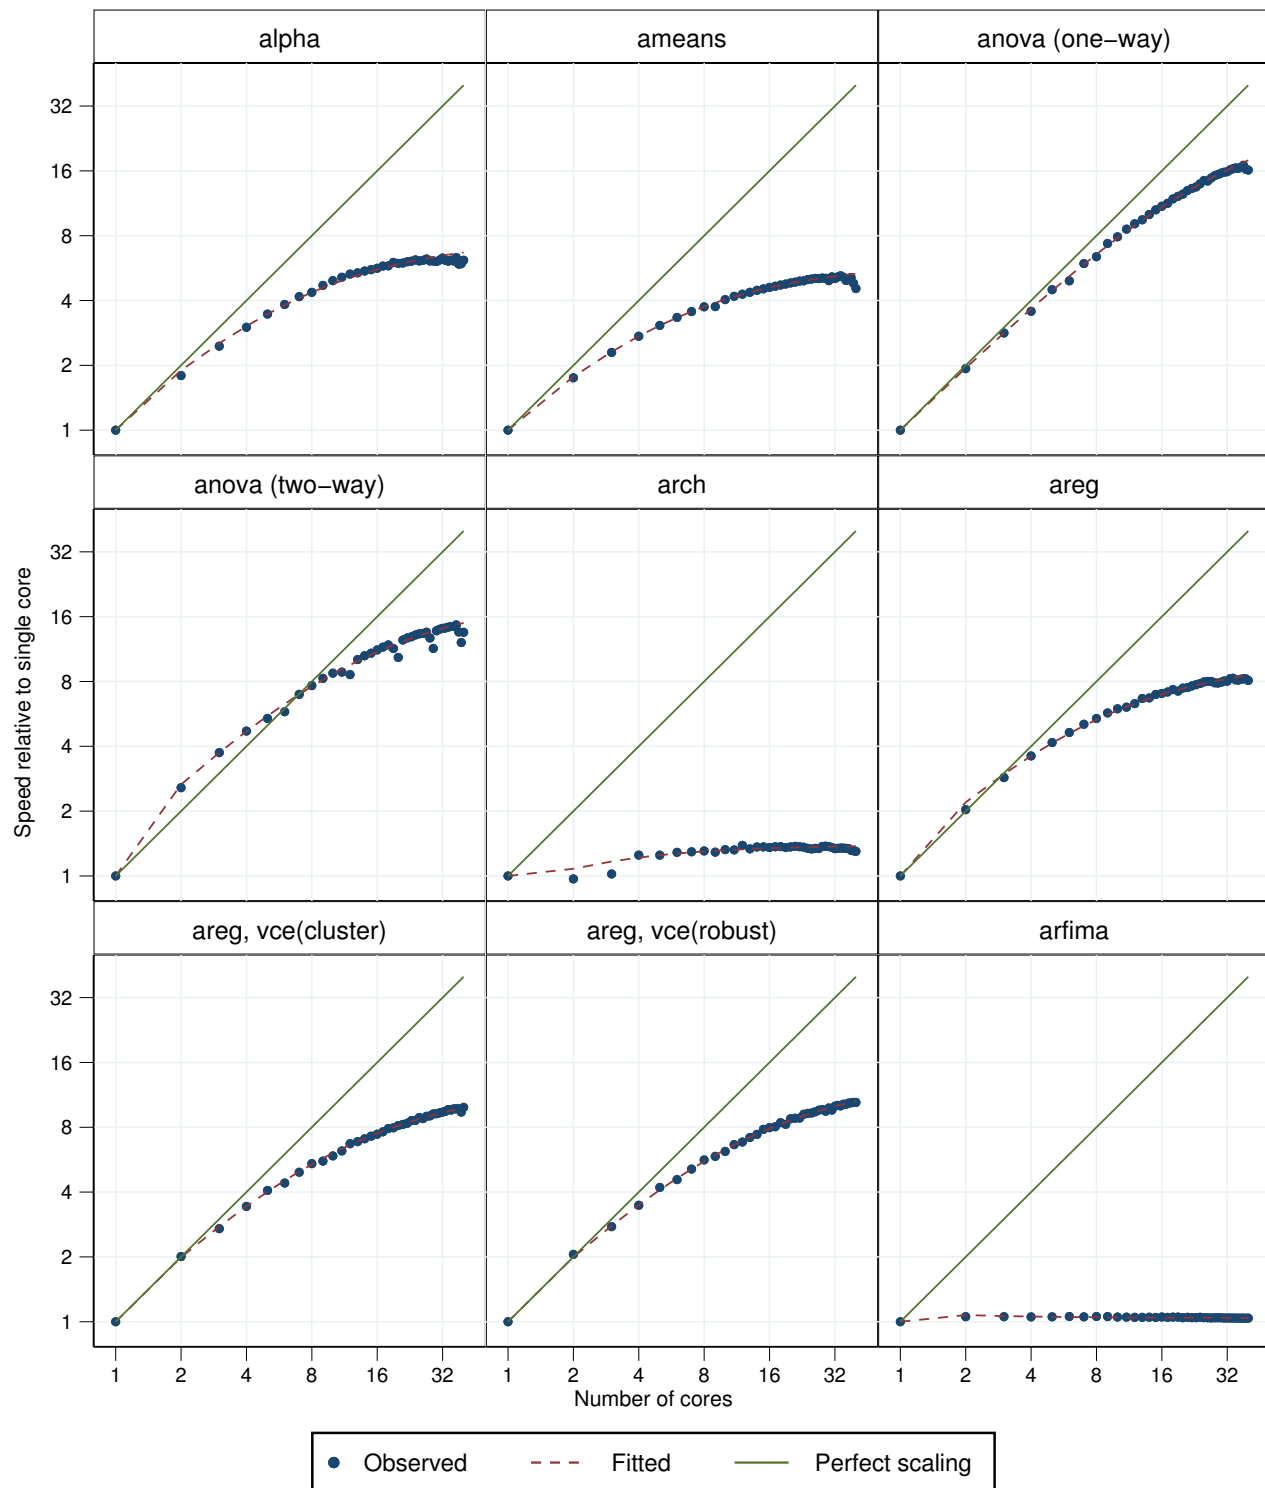 alpha
ameans
anova (one−way)
32
16
8
4
2
1
anova (two−way)
arch
areg
32
16
8
4
2
1
Speed relative to single core
areg, vce(cluster)
areg, vce(robust)
arfima
32
16
8
4
2
1
1 2 4 8 16 32
1 2 4 8 16 32
1 2 4 8 16 32
Number of cores
Observed
Fitted
Perfect scaling